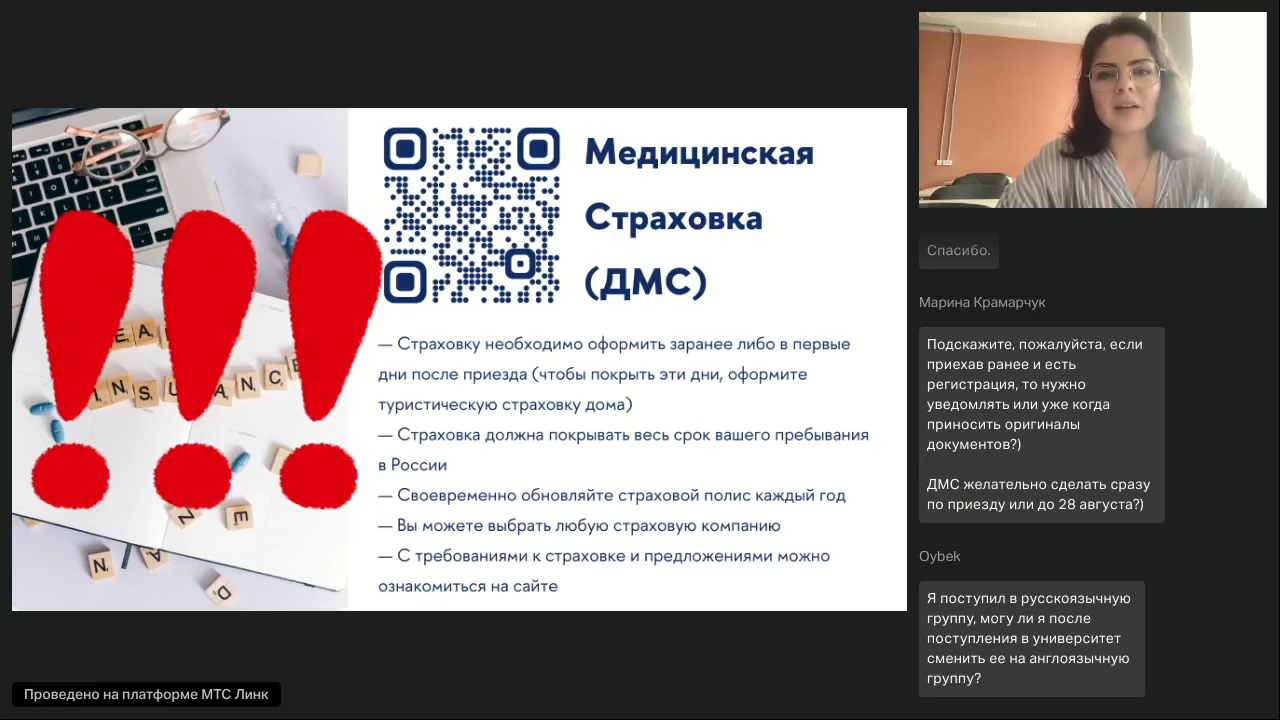 Медицинская
Страховка
(ДМС)
— Страховку необходимо оформить заранее либо в первые
дни после приезда (чтобы покрыть эти дни, оформите
туристическую страховку дома)
— Страховка должна покрывать весь срок вашего пребывания
в России
— Своевременно обновляйте страховой полис каждый год
— Вы можете выбрать любую страховую компанию
— С требованиями к страховке и предложениями можно
ознакомиться на сайте
Спасибо.
Марина Крамарчук
Подскажите, пожалуйста, если
приехав ранее и есть
регистрация, то нужно
уведомлять или уже когда
приносить оригиналы
документов?)
ДМС желательно сделать сразу
по приезду или до 28 августа?)
Oybek
Я поступил в русскоязычную
группу, могу ли я после
поступления в университет
сменить ее на англоязычную
группу?
Проведено на платформе МТС Линк